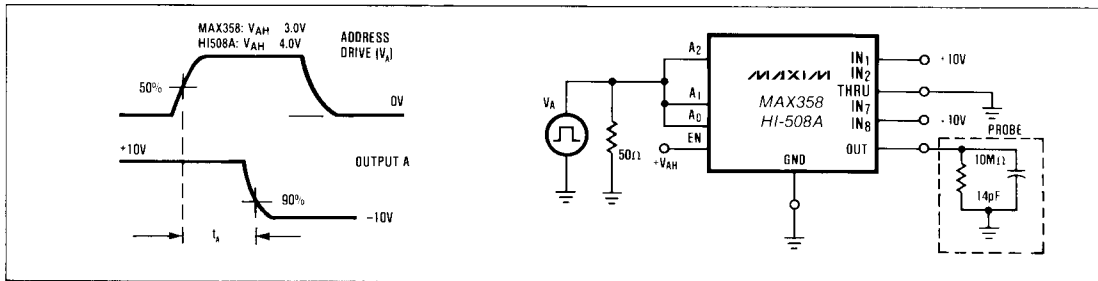 MAX358: VAH 3.0V
HI508A: VAH 4.0V
ADDRESS
DRIVE (VA)
50%
0V
+10V
OUTPUT A
90%
-10V
tA
VA
50Ω
A2
A1
A0
EN
+VAH
MAXIM
MAX358
HI-508A
GND
IN1
IN2
THRU
IN7
IN8
OUT
+10V
-10V
PROBE
10MΩ
14pF